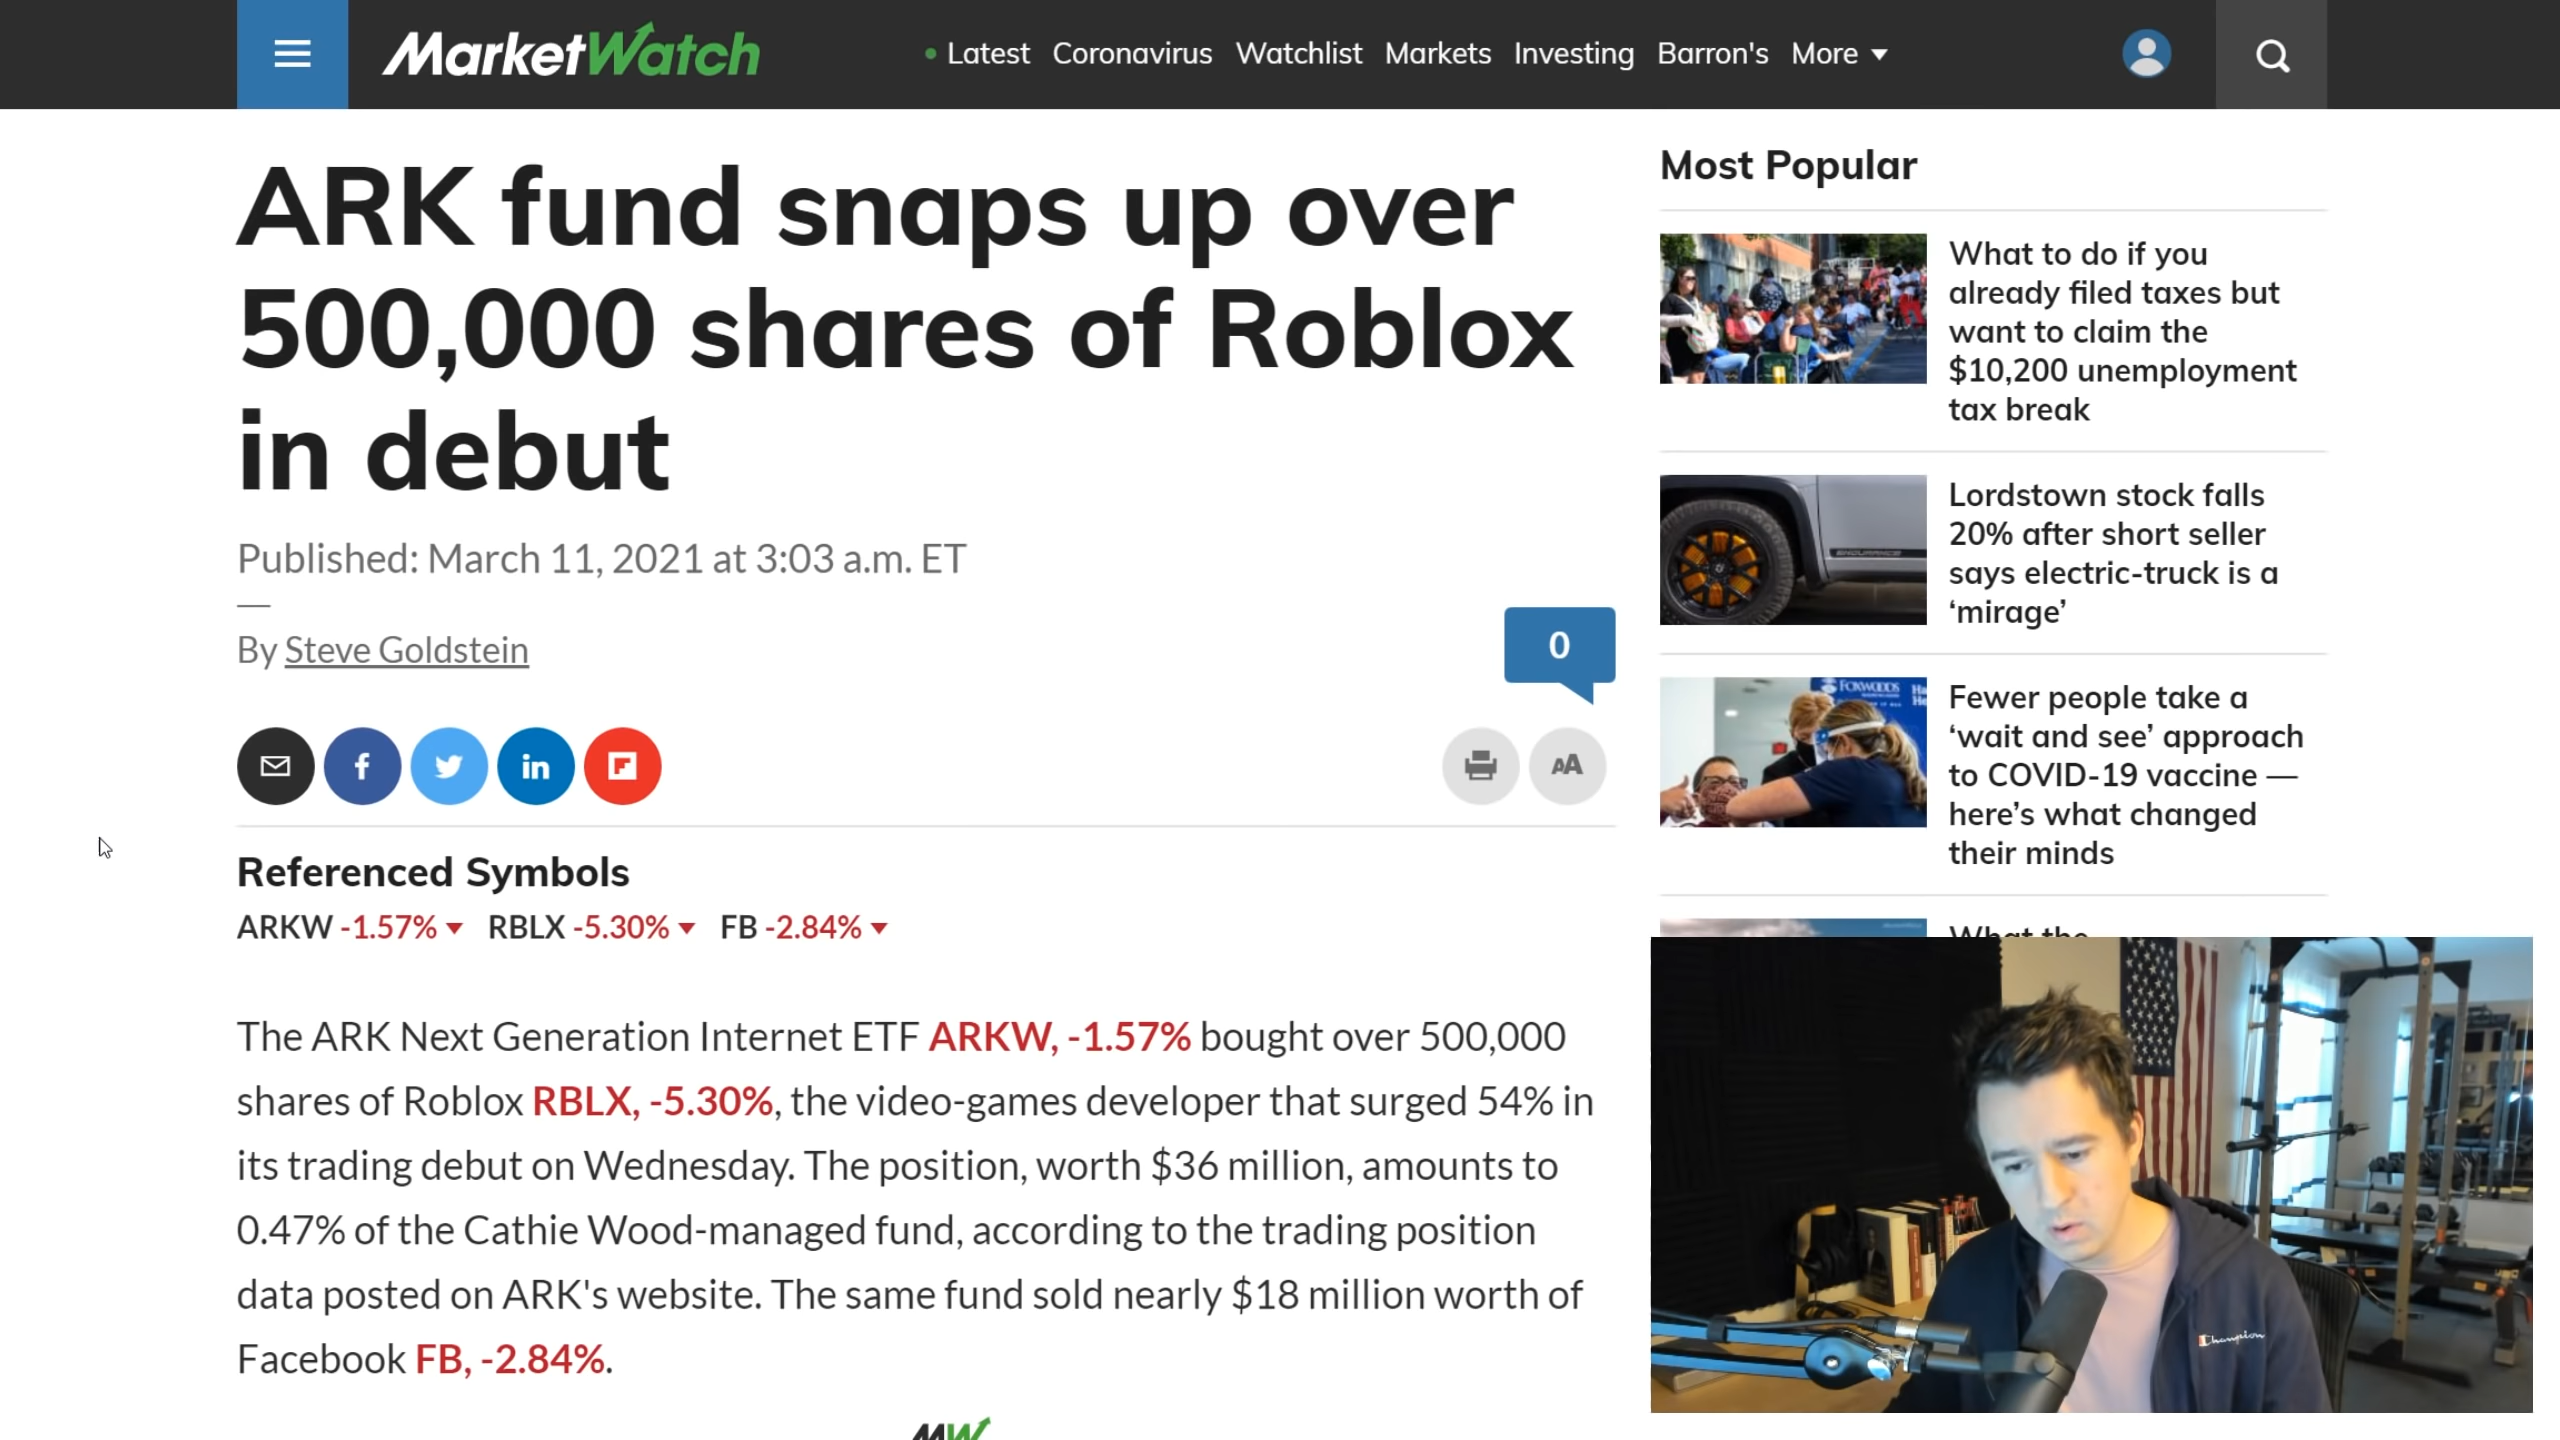 MarketWatch
Latest Coronavirus Watchlist Markets Investing Barron's More
ARK fund snaps up over
500,000 shares of Roblox
in debut
Published: March 11, 2021 at 3:03 a.m. ET
By Steve Goldstein
0
AA
Referenced Symbols
ARKW -1.57% RBLX -5.30% FB -2.84%
The ARK Next Generation Internet ETF ARKW, -1.57% bought over 500,000
shares of Roblox RBLX, -5.30%, the video-games developer that surged 54% in
its trading debut on Wednesday. The position, worth $36 million, amounts to
0.47% of the Cathie Wood-managed fund, according to the trading position
data posted on ARK's website. The same fund sold nearly $18 million worth of
Facebook FB, -2.84%.
MW
Most Popular
What to do if you
already filed taxes but
want to claim the
$10,200 unemployment
tax break
ENDURANCE
Lordstown stock falls
20% after short seller
says electric-truck is a
‘mirage’
FOXWOODS
Fewer people take a
‘wait and see’ approach
to COVID-19 vaccine —
here’s what changed
their minds
What the
Champion